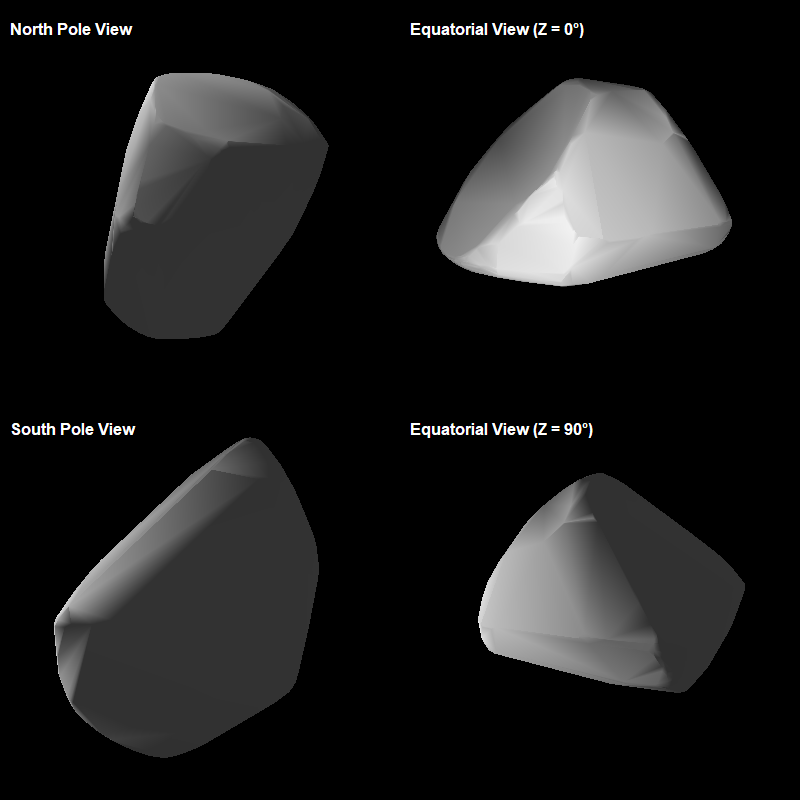 North Pole View
Equatorial View (Z = 0°)
South Pole View
Equatorial View (Z = 90°)